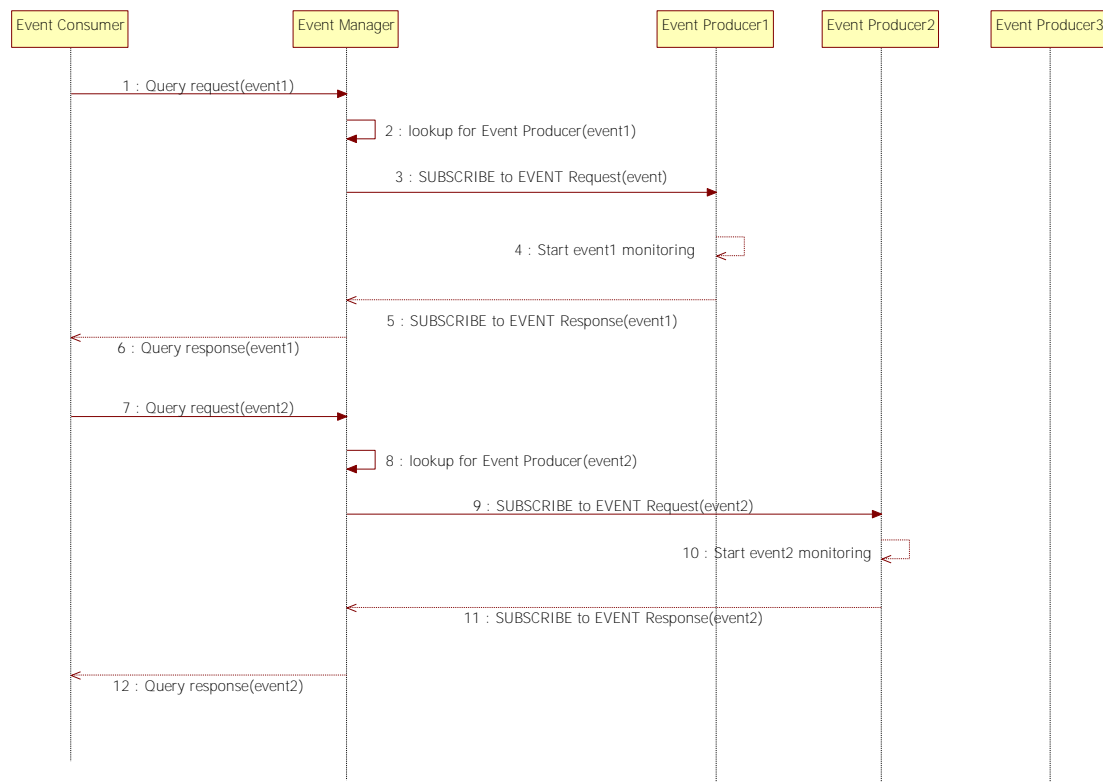 Event Consumer
Event Manager
Event Producer1
Event Producer2
Event Producer3
1 : Query request(event1)
2 : lookup for Event Producer(event1)
3 : SUBSCRIBE to EVENT Request(event)
4 : Start event1 monitoring
5 : SUBSCRIBE to EVENT Response(event1)
6 : Query response(event1)
7 : Query request(event2)
8 : lookup for Event Producer(event2)
9 : SUBSCRIBE to EVENT Request(event2)
10 : Start event2 monitoring
11 : SUBSCRIBE to EVENT Response(event2)
12 : Query response(event2)